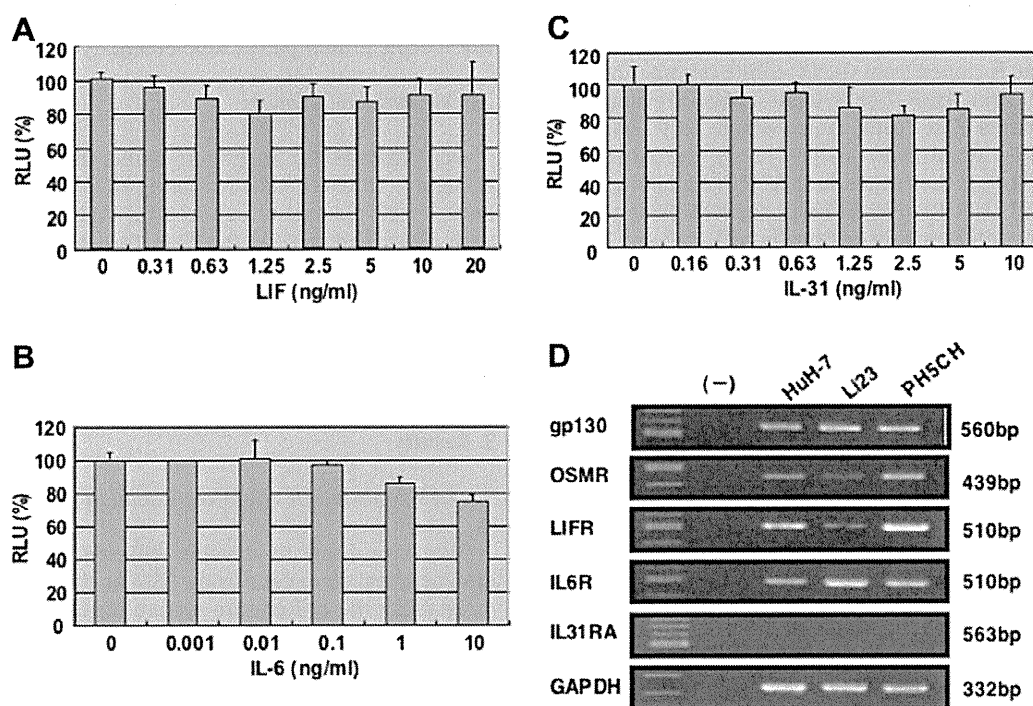 A
120
100
80
60
40
20
0
RLU (%)
0 0.31 0.63 1.25 2.5 5 10 20
LIF (ng/ml)
C
120
100
80
60
40
20
0
RLU (%)
0 0.16 0.31 0.63 1.25 2.5 5 10
IL-31 (ng/ml)
B
120
100
80
60
40
20
0
RLU (%)
0 0.001 0.01 0.1 1 10
IL-6 (ng/ml)
D
(−) HuH-7 Li23 PH5CH
gp130 560bp
OSMR 439bp
LIFR 510bp
IL6R 510bp
IL31RA 563bp
GAPDH 332bp